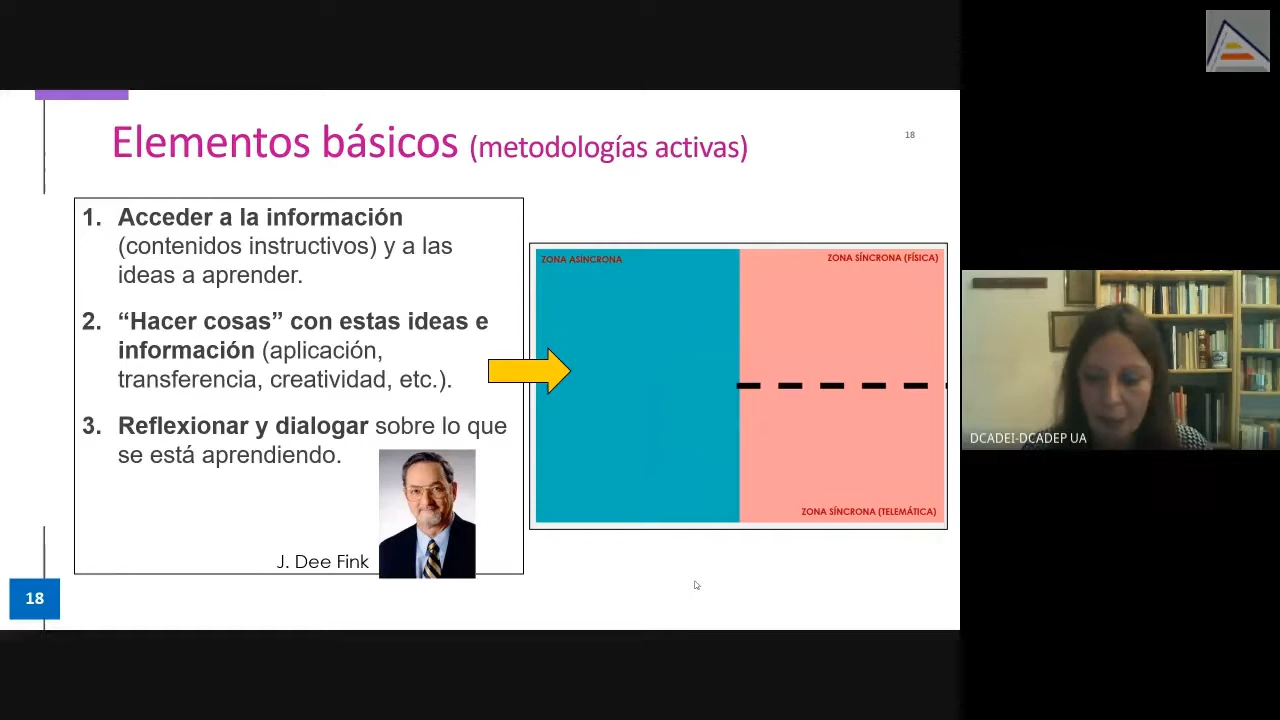 Elementos básicos (metodologías activas)
18
1. Acceder a la información
(contenidos instructivos) y a las
ideas a aprender.
2. “Hacer cosas” con estas ideas e
información (aplicación,
transferencia, creatividad, etc.).
3. Reflexionar y dialogar sobre lo que
se está aprendiendo.
J. Dee Fink
ZONA ASÍNCRONA
ZONA SÍNCRONA (FÍSICA)
ZONA SÍNCRONA (TELEMÁTICA)
18
DCADEI-DCADEP UA